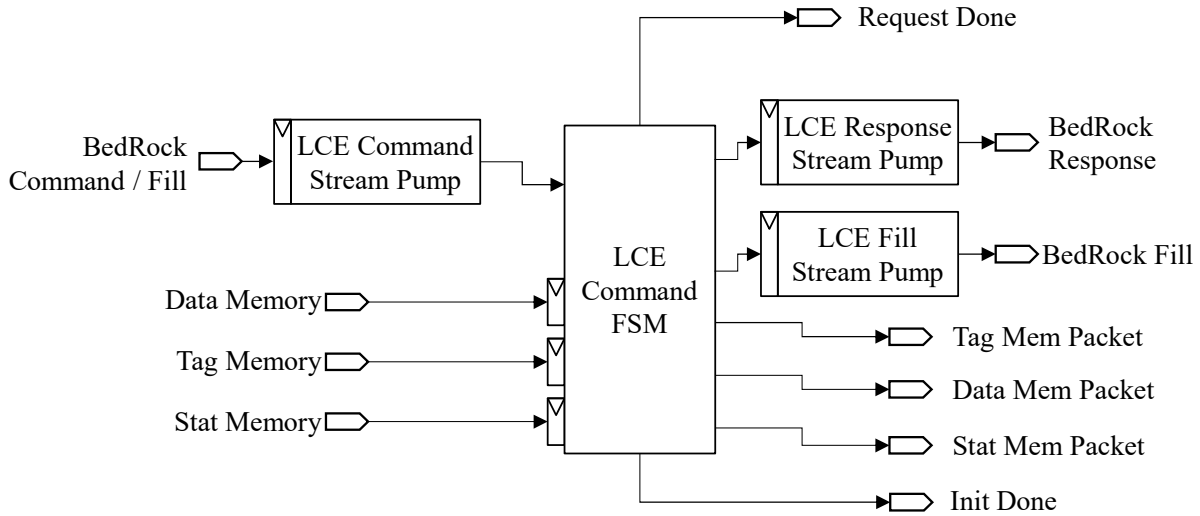 Request Done
BedRock
Command / Fill
LCE Command
Stream Pump
LCE Response
Stream Pump
BedRock
Response
LCE Fill
Stream Pump
BedRock Fill
LCE
Command
FSM
Data Memory
Tag Memory
Stat Memory
Tag Mem Packet
Data Mem Packet
Stat Mem Packet
Init Done